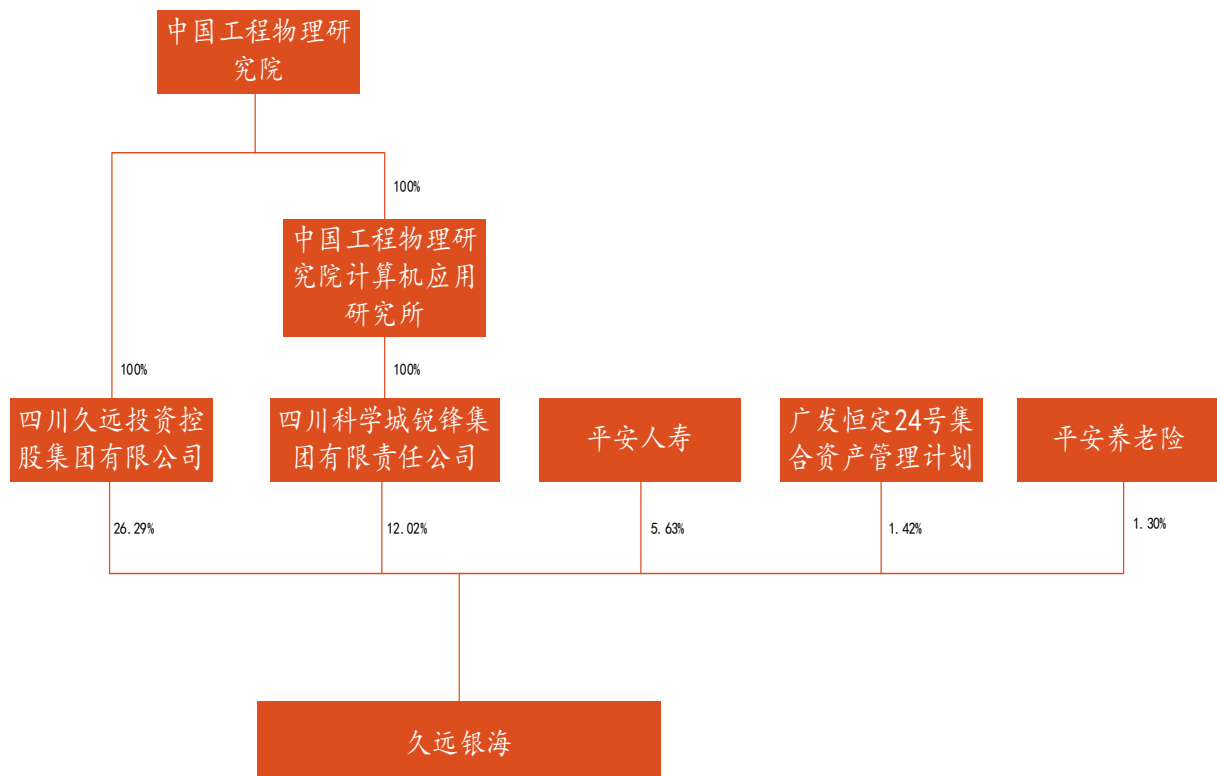 中国工程物理研
究院
100%
中国工程物理研
究院计算机应用
研究所
100%
100%
四川久远投资控
股集团有限公司
四川科学城锐锋集
团有限责任公司
平安人寿
广发恒定24号集
合资产管理计划
平安养老险
26.29%
12.02%
5.63%
1.42%
1.30%
久远银海